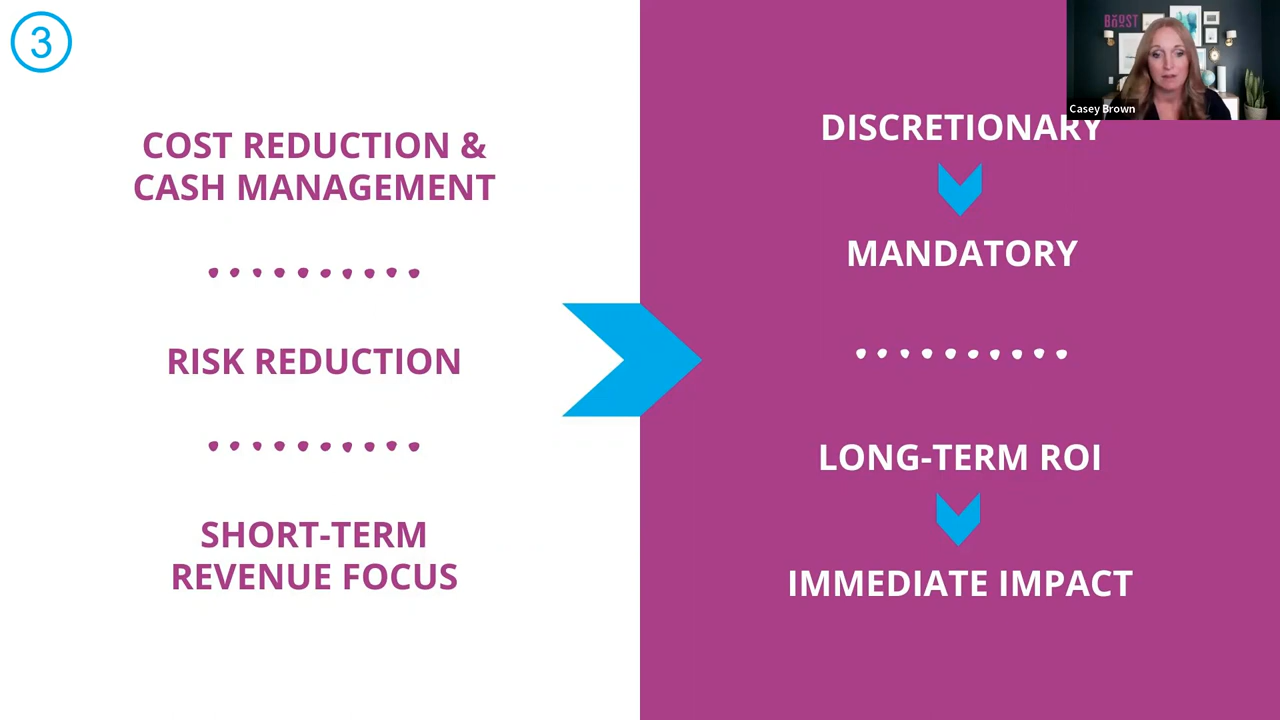 3
COST REDUCTION &
CASH MANAGEMENT
RISK REDUCTION
SHORT-TERM
REVENUE FOCUS
BOOST
Casey Brown
DISCRETIONARY
MANDATORY
LONG-TERM ROI
IMMEDIATE IMPACT